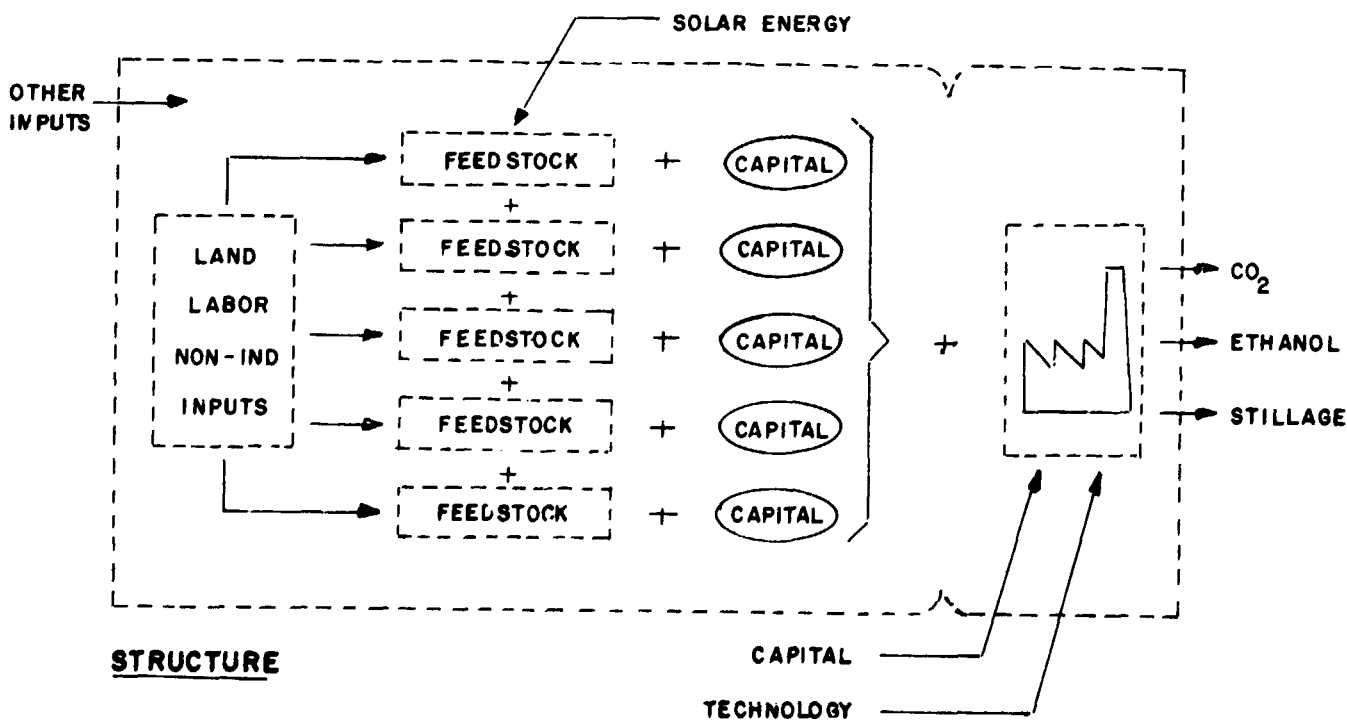 SOLAR ENERGY
OTHER
INPUTS
FEEDSTOCK + CAPITAL
+
FEEDSTOCK + CAPITAL
+
FEEDSTOCK + CAPITAL
+
FEEDSTOCK + CAPITAL
+
FEEDSTOCK + CAPITAL
LAND
LABOR
NON-IND
INPUTS
+
CO₂
ETHANOL
STILLAGE
STRUCTURE
CAPITAL
TECHNOLOGY